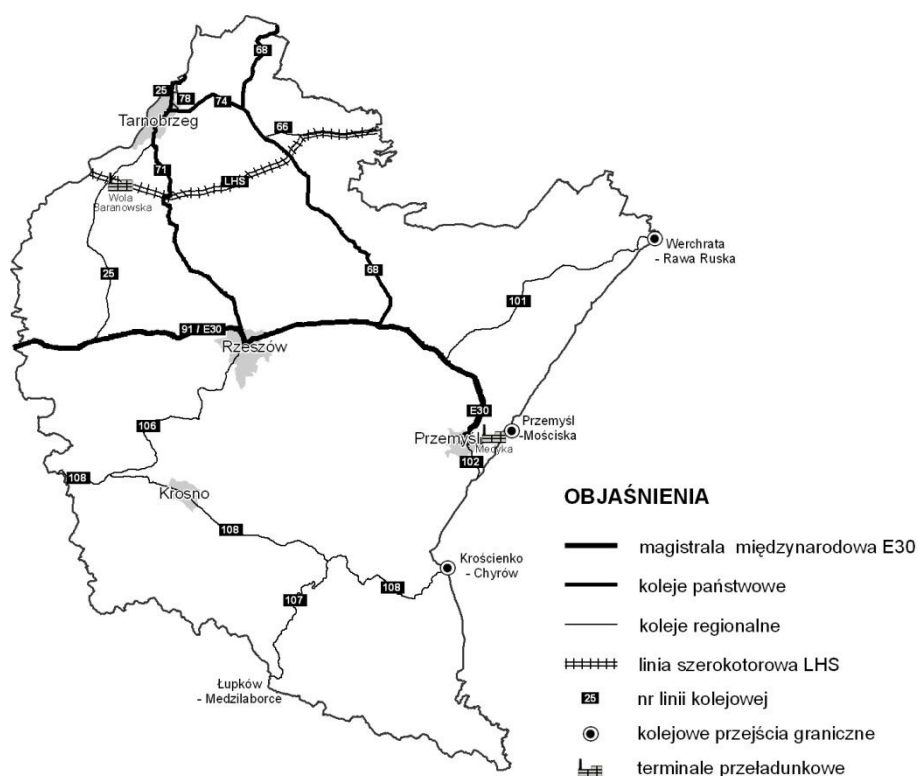 68
25
78
74
Tarnobrzeg
66
71
LHS
Wola
Baranowska
Werchrata
- Rawa Ruska
25
68
101
91 / E30
Rzeszów
E30
Przemyśl
-Mościska
Przemyśl
Medyka
106
102
108
Krosno
108
Krościenko
- Chyrów
108
107
Łupków
- Medzilaborce
OBJAŚNIENIA
magistrala międzynarodowa E30
koleje państwowe
koleje regionalne
linia szerokotorowa LHS
25 nr linii kolejowej
kolejowe przejścia graniczne
terminale przeładunkowe